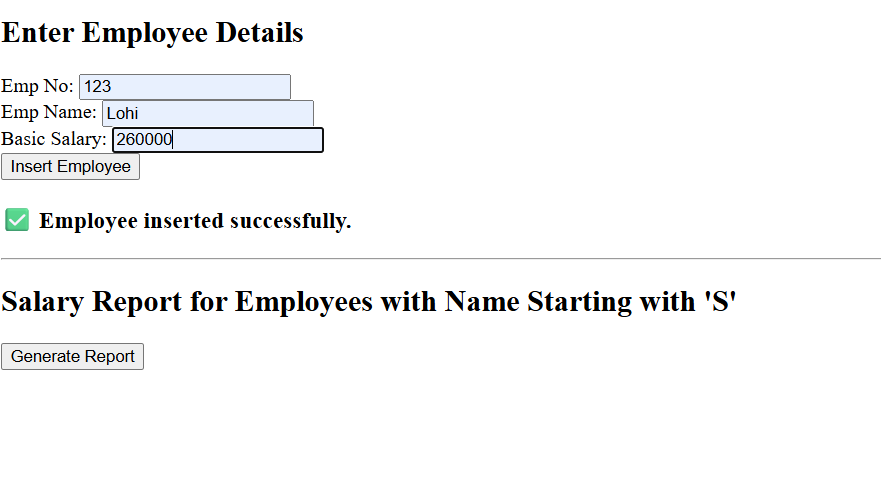 Enter Employee Details
Emp No: 123
Emp Name: Lohi
Basic Salary: 260000
Insert Employee
✅ Employee inserted successfully.
Salary Report for Employees with Name Starting with 'S'
Generate Report